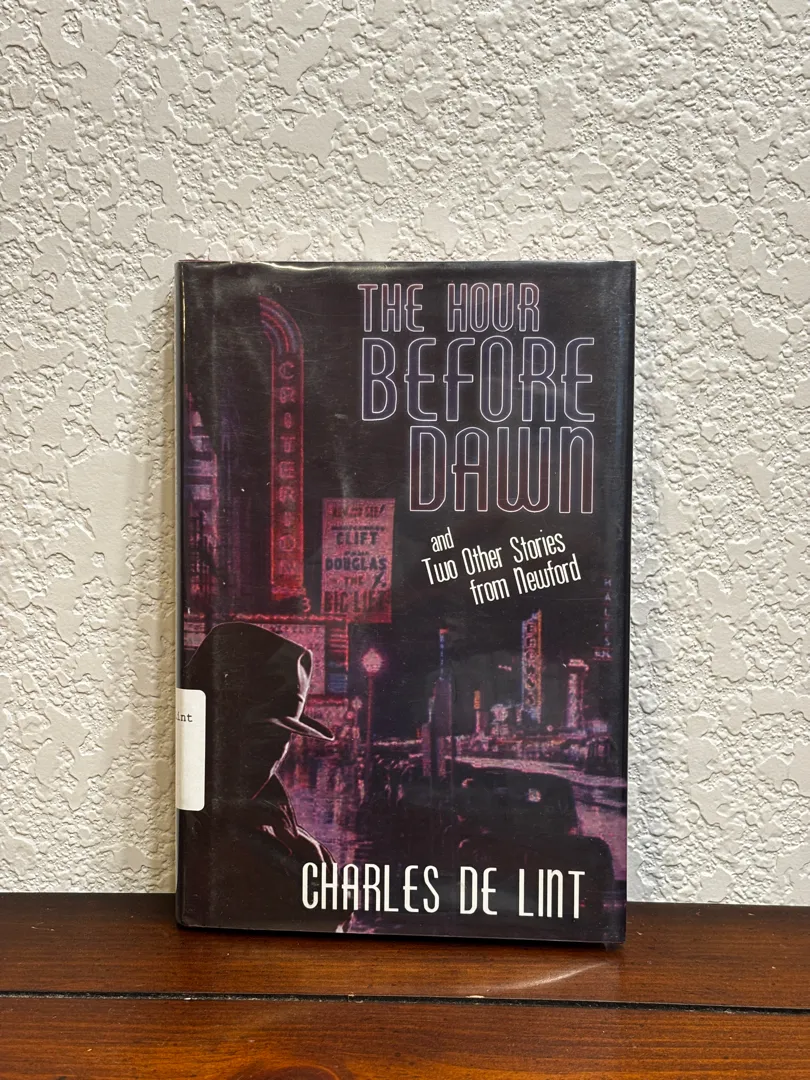 THE HOUR
BEFORE
DAWN
and
Two Other Stories
from Newford
CRITERION
CLIFT
DOUGLAS
THE
BIG LIFT
int
CHARLES DE LINT